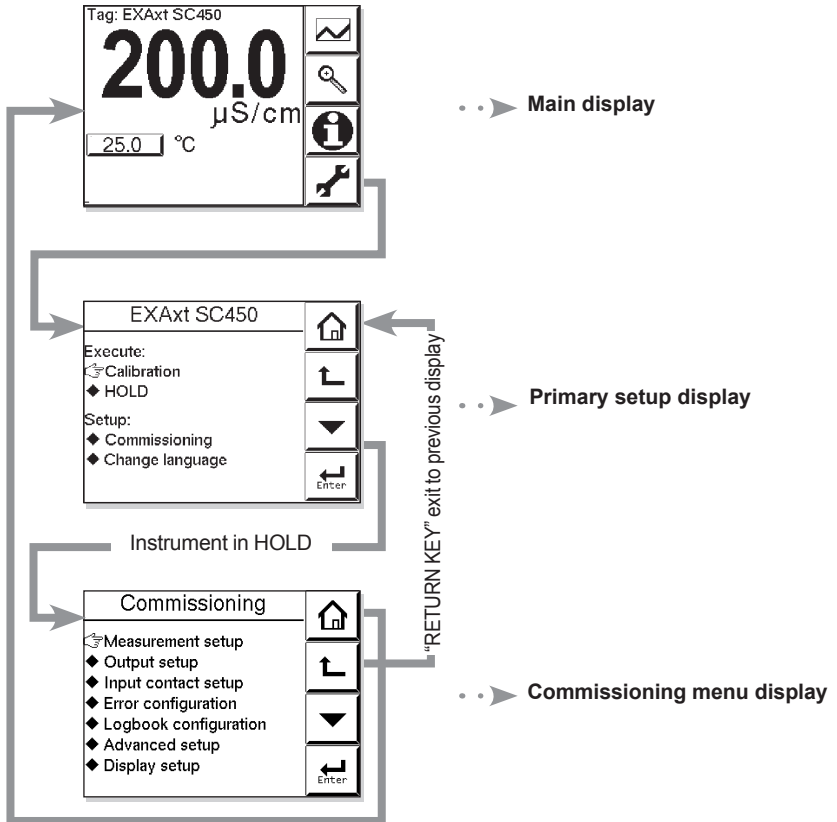 Tag: EXAxt SC450
200.0
µS/cm
25.0 °C
Main display
EXAxt SC450
Execute:
Calibration
HOLD
Setup:
Commissioning
Change language
Enter
Primary setup display
"RETURN KEY" exit to previous display
Instrument in HOLD
Commissioning
Measurement setup
Output setup
Input contact setup
Error configuration
Logbook configuration
Advanced setup
Display setup
Enter
Commissioning menu display